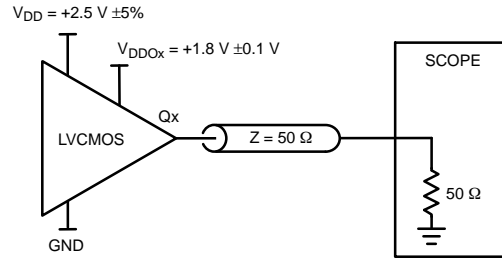 V_DD = +2.5 V ±5%
V_DDOx = +1.8 V ±0.1 V
SCOPE
Qx
LVCMOS
Z = 50 Ω
50 Ω
GND